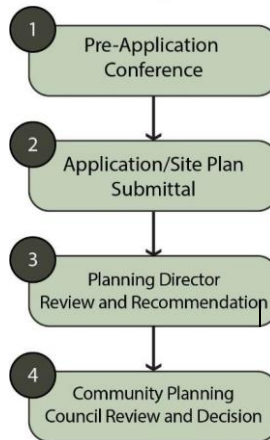 1
Pre-Application
Conference
2
Application/Site Plan
Submittal
3
Planning Director
Review and Recommendation
4
Community Planning
Council Review and Decision